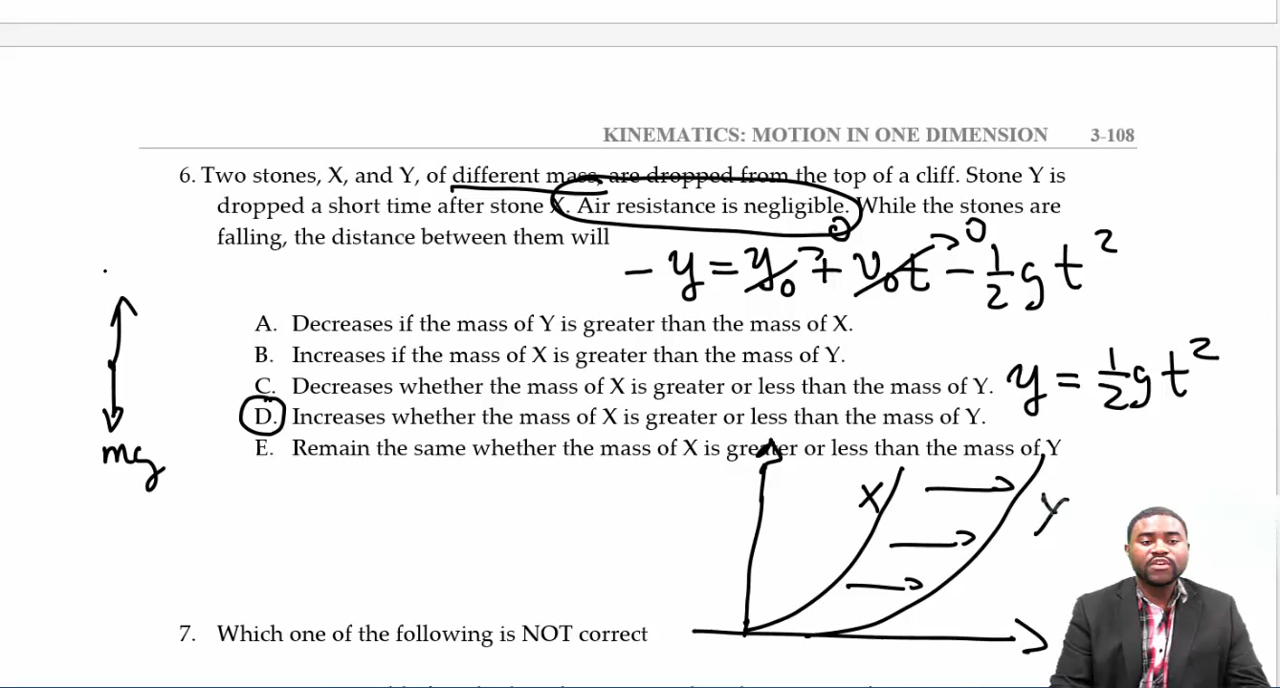 KINEMATICS: MOTION IN ONE DIMENSION 3-108
6. Two stones, X, and Y, of different mass, are dropped from the top of a cliff. Stone Y is
dropped a short time after stone X. Air resistance is negligible. While the stones are
falling, the distance between them will
0
0
- y = y₀ + v₀t - ½gt²
A. Decreases if the mass of Y is greater than the mass of X.
B. Increases if the mass of X is greater than the mass of Y.
C. Decreases whether the mass of X is greater or less than the mass of Y.
y = ½gt²
D. Increases whether the mass of X is greater or less than the mass of Y.
E. Remain the same whether the mass of X is greater or less than the mass of Y
mg
X
Y
7. Which one of the following is NOT correct